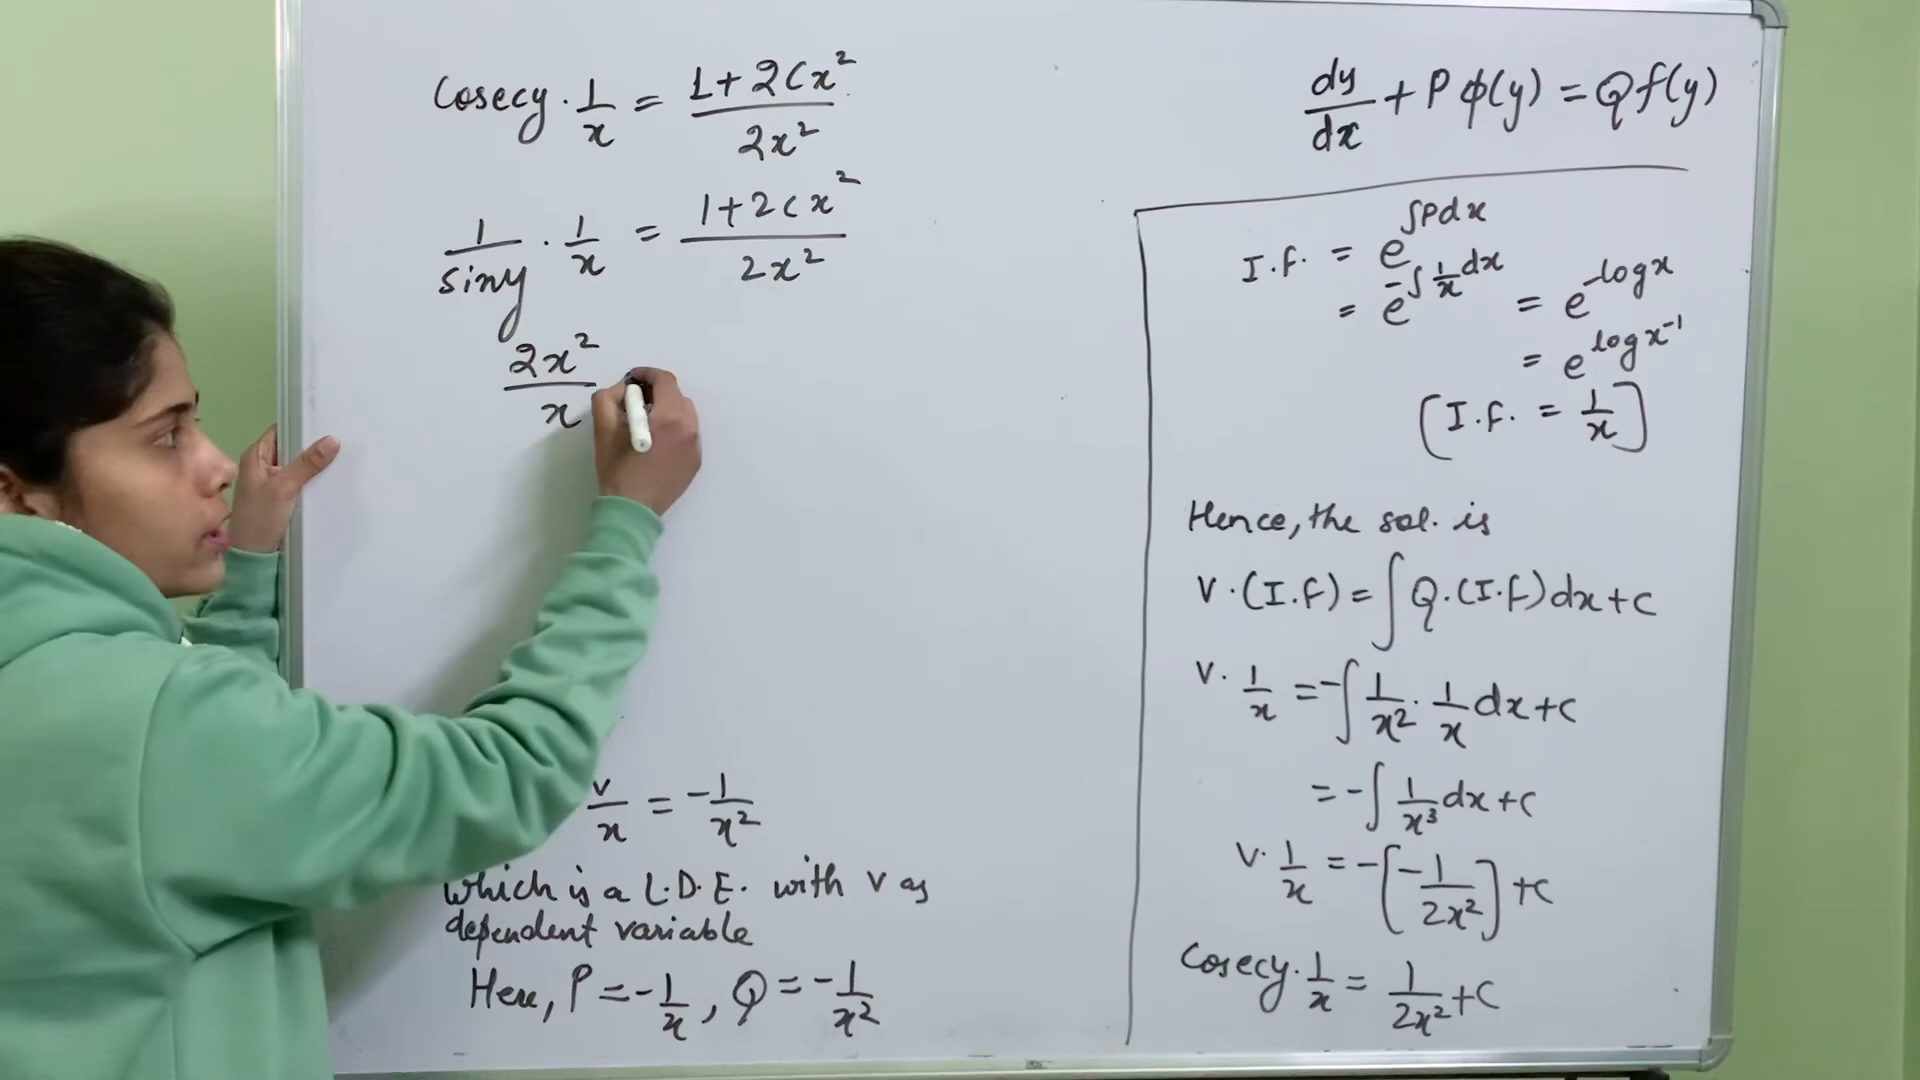 Cosecy · 1/x = (1+2Cx²)/(2x²)
1/siny · 1/x = (1+2Cx²)/(2x²)
2x²/x
v/x = -1/x²
which is a L.D.E. with v as
dependent variable
Here, P = -1/x, Q = -1/x²
dy/dx + P φ(y) = Q f(y)
I.F. = e^∫Pdx
= e^-∫1/x dx = e^-logx
= e^logx⁻¹
[I.F. = 1/x]
Hence, the sol. is
V·(I.F) = ∫Q·(I.F)dx+C
V· 1/x = -∫1/x² · 1/x dx+C
= -∫1/x³ dx+C
V· 1/x = -[-1/2x²]+C
Cosecy · 1/x = 1/2x² +C